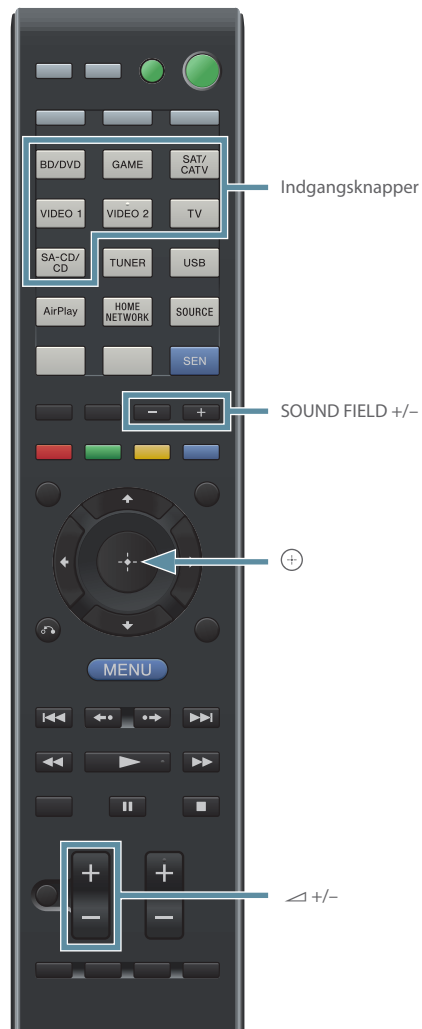 BD/DVD GAME SAT/
CATV
Indgangsknapper
VIDEO 1 VIDEO 2 TV
SA-CD/
CD TUNER USB
AirPlay HOME
NETWORK SOURCE
SEN
− +
SOUND FIELD +/–
MENU
+ +
− −
+/–